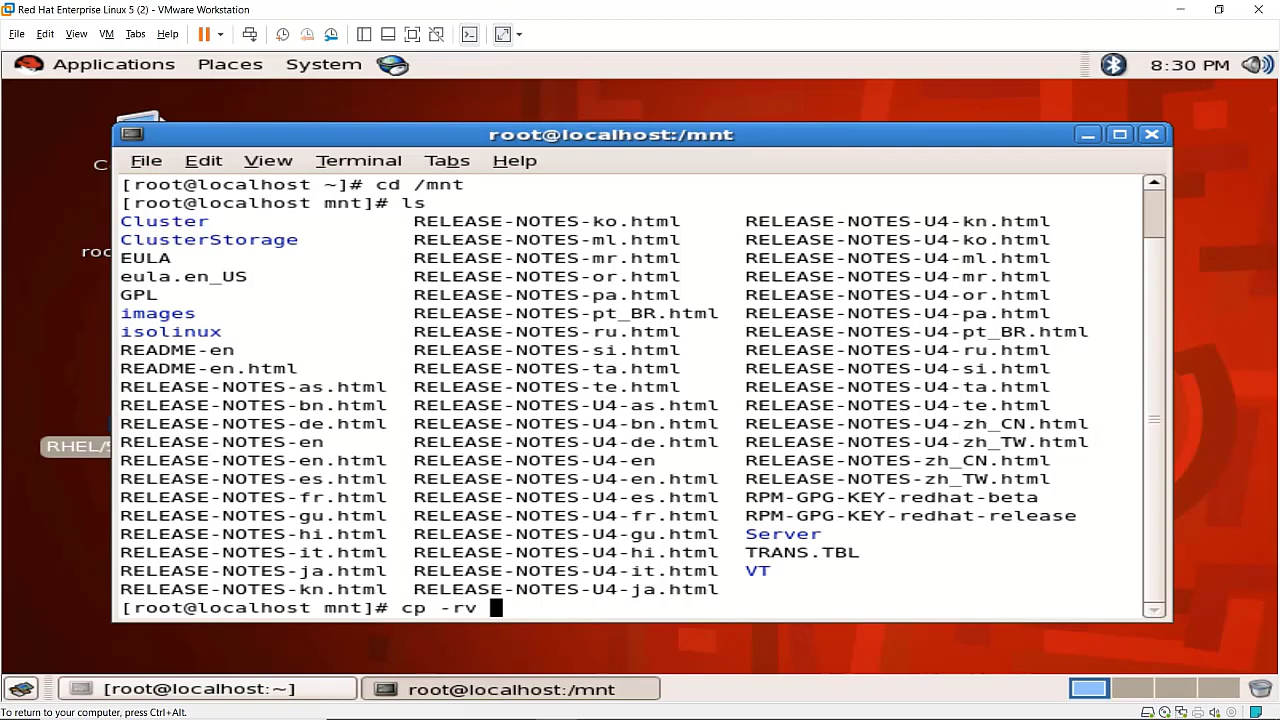 Red Hat Enterprise Linux 5 (2) - VMware Workstation
File Edit View VM Tabs Help
Applications Places System 8:30 PM
root@localhost:/mnt
File Edit View Terminal Tabs Help
[root@localhost ~]# cd /mnt
[root@localhost mnt]# ls
Cluster RELEASE-NOTES-ko.html RELEASE-NOTES-U4-kn.html
ClusterStorage RELEASE-NOTES-ml.html RELEASE-NOTES-U4-ko.html
EULA RELEASE-NOTES-mr.html RELEASE-NOTES-U4-ml.html
eula.en_US RELEASE-NOTES-or.html RELEASE-NOTES-U4-mr.html
GPL RELEASE-NOTES-pa.html RELEASE-NOTES-U4-or.html
images RELEASE-NOTES-pt_BR.html RELEASE-NOTES-U4-pa.html
isolinux RELEASE-NOTES-ru.html RELEASE-NOTES-U4-pt_BR.html
README-en RELEASE-NOTES-si.html RELEASE-NOTES-U4-ru.html
README-en.html RELEASE-NOTES-ta.html RELEASE-NOTES-U4-si.html
RELEASE-NOTES-as.html RELEASE-NOTES-te.html RELEASE-NOTES-U4-ta.html
RELEASE-NOTES-bn.html RELEASE-NOTES-U4-as.html RELEASE-NOTES-U4-te.html
RELEASE-NOTES-de.html RELEASE-NOTES-U4-bn.html RELEASE-NOTES-U4-zh_CN.html
RELEASE-NOTES-en RELEASE-NOTES-U4-de.html RELEASE-NOTES-U4-zh_TW.html
RELEASE-NOTES-en.html RELEASE-NOTES-U4-en RELEASE-NOTES-zh_CN.html
RELEASE-NOTES-es.html RELEASE-NOTES-U4-en.html RELEASE-NOTES-zh_TW.html
RELEASE-NOTES-fr.html RELEASE-NOTES-U4-es.html RPM-GPG-KEY-redhat-beta
RELEASE-NOTES-gu.html RELEASE-NOTES-U4-fr.html RPM-GPG-KEY-redhat-release
RELEASE-NOTES-hi.html RELEASE-NOTES-U4-gu.html Server
RELEASE-NOTES-it.html RELEASE-NOTES-U4-hi.html TRANS.TBL
RELEASE-NOTES-ja.html RELEASE-NOTES-U4-it.html VT
RELEASE-NOTES-kn.html RELEASE-NOTES-U4-ja.html
[root@localhost mnt]# cp -rv
C
roo
RHEL/
[root@localhost:~] root@localhost:/mnt
To return to your computer, press Ctrl+Alt.